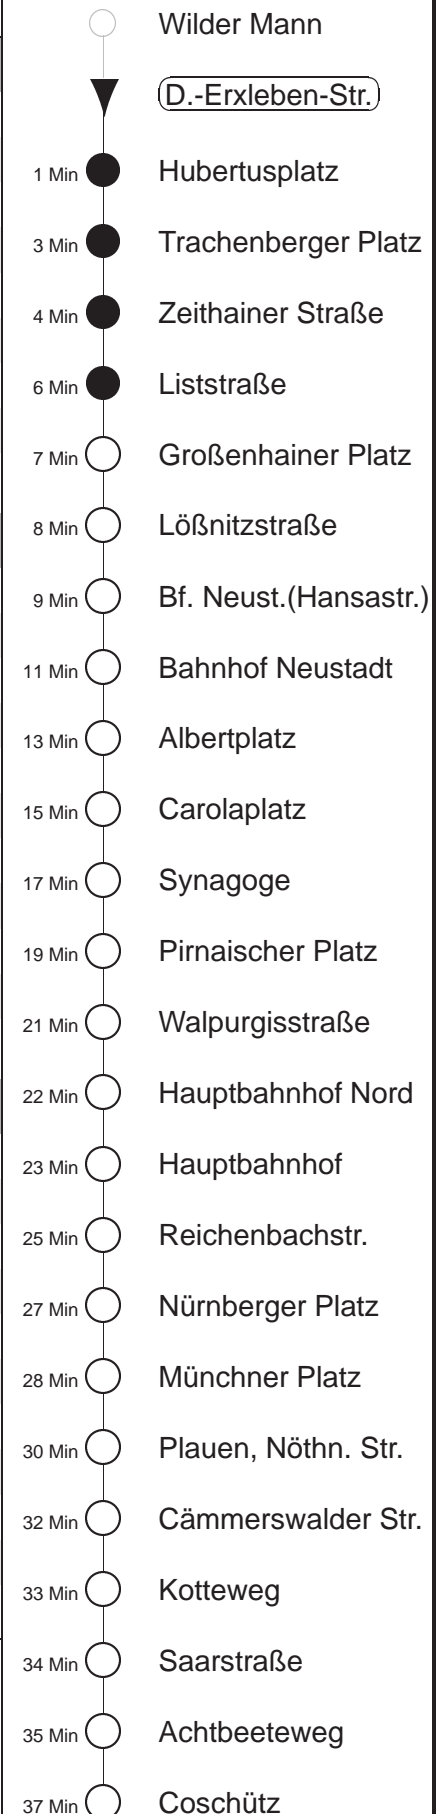 Wilder Mann
D.-Erxleben-Str.
1 Min Hubertusplatz
3 Min Trachenberger Platz
4 Min Zeithainer Straße
6 Min Liststraße
7 Min Großenhainer Platz
8 Min Lößnitzstraße
9 Min Bf. Neust.(Hansastr.)
11 Min Bahnhof Neustadt
13 Min Albertplatz
15 Min Carolaplatz
17 Min Synagoge
19 Min Pirnaischer Platz
21 Min Walpurgisstraße
22 Min Hauptbahnhof Nord
23 Min Hauptbahnhof
25 Min Reichenbachstr.
27 Min Nürnberger Platz
28 Min Münchner Platz
30 Min Plauen, Nöthn. Str.
32 Min Cämmerswalder Str.
33 Min Kotteweg
34 Min Saarstraße
35 Min Achtbeeteweg
37 Min Coschütz